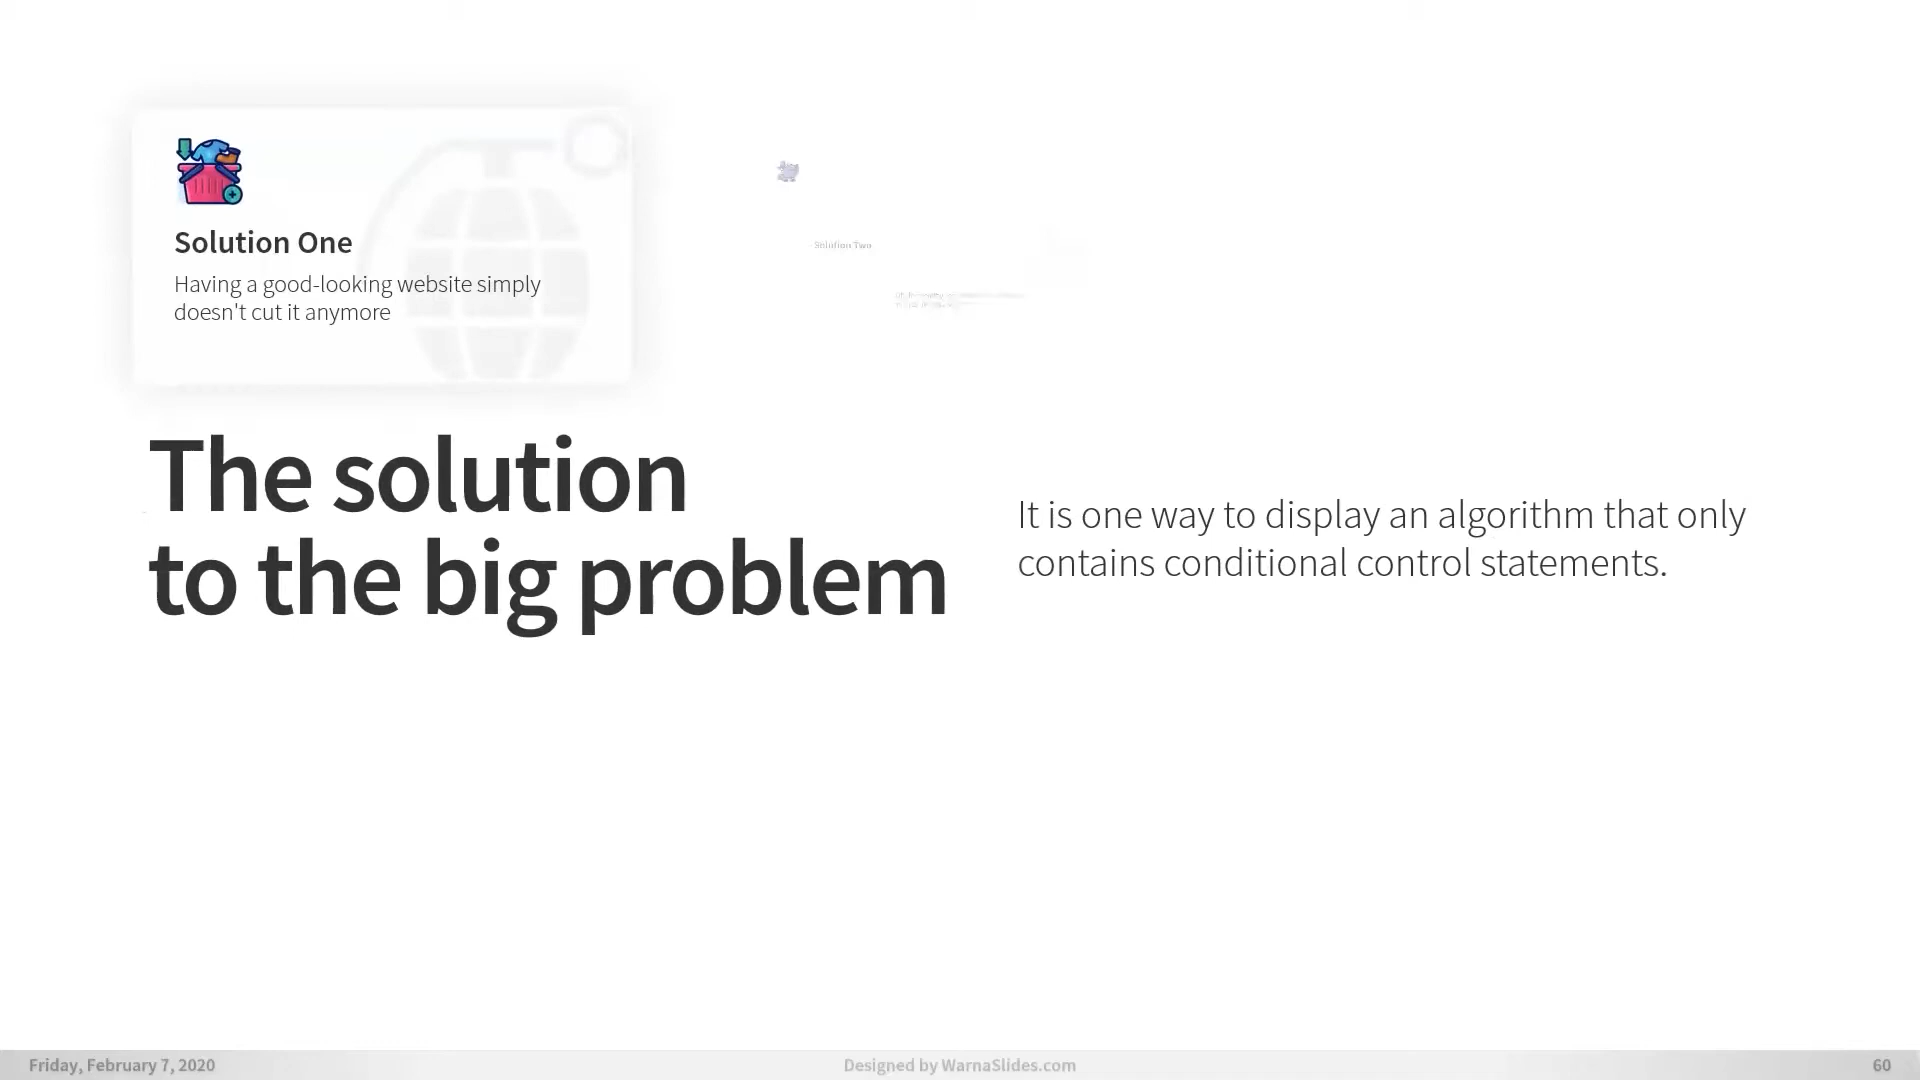 Solution One
Having a good-looking website simply
doesn't cut it anymore
Solution Two
The solution
to the big problem
It is one way to display an algorithm that only
contains conditional control statements.
Friday, February 7, 2020
Designed by WarnaSlides.com
60